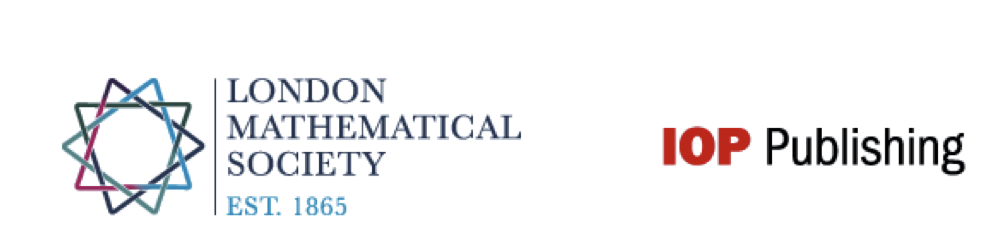 LONDON
MATHEMATICAL
SOCIETY
EST. 1865
IOP Publishing